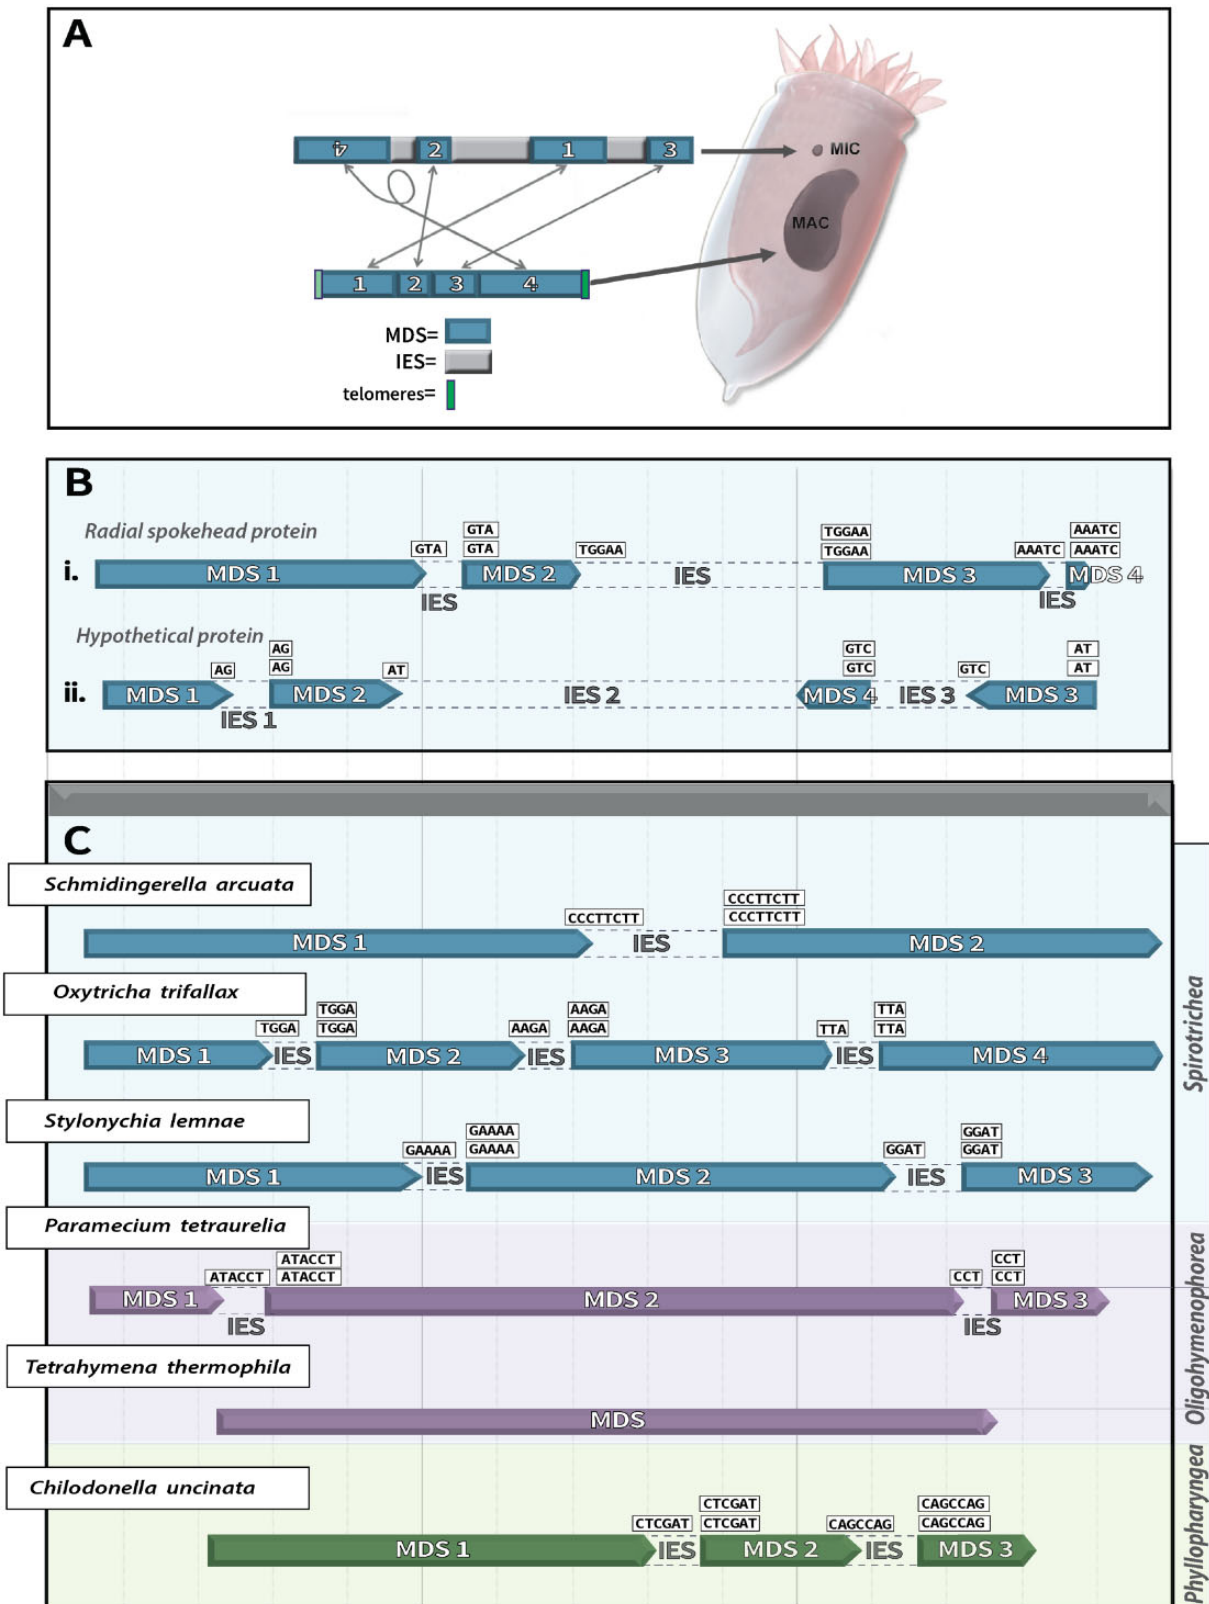 A
4 2 1 3
MIC
MAC
1 2 3 4
MDS=
IES=
telomeres=
B
Radial spokehead protein
GTA TGGAA AAATC
GTA GTA TGGAA TGGAA AAATC AAATC
i. MDS 1 MDS 2 IES MDS 3 MDS 4
IES IES
Hypothetical protein
AG GTC AT
AG AG AT GTC GTC AT
ii. MDS 1 MDS 2 IES 2 MDS 4 IES 3 MDS 3
IES 1
C
Schmidingerella arcuata
CCCTTCTT
CCCTTCTT CCCTTCTT
MDS 1 IES MDS 2
Oxytricha trifallax
TGGA AAGA TTA
TGGA TGGA AAGA AAGA TTA TTA
MDS 1 IES MDS 2 IES MDS 3 IES MDS 4
Stylonychia lemnae
GAAAA GGAT
GAAAA GAAAA GGAT GGAT
MDS 1 IES MDS 2 IES MDS 3
Spirotrichea
Paramecium tetraurelia
ATACCT CCT
ATACCT ATACCT CCT CCT
MDS 1 MDS 2 MDS 3
IES IES
Tetrahymena thermophila
MDS
Oligohymenophorea
Chilodonella uncinata
CTCGAT CAGCCAG
CTCGAT CTCGAT CAGCCAG CAGCCAG
MDS 1 IES MDS 2 IES MDS 3
Phyllopharyngea